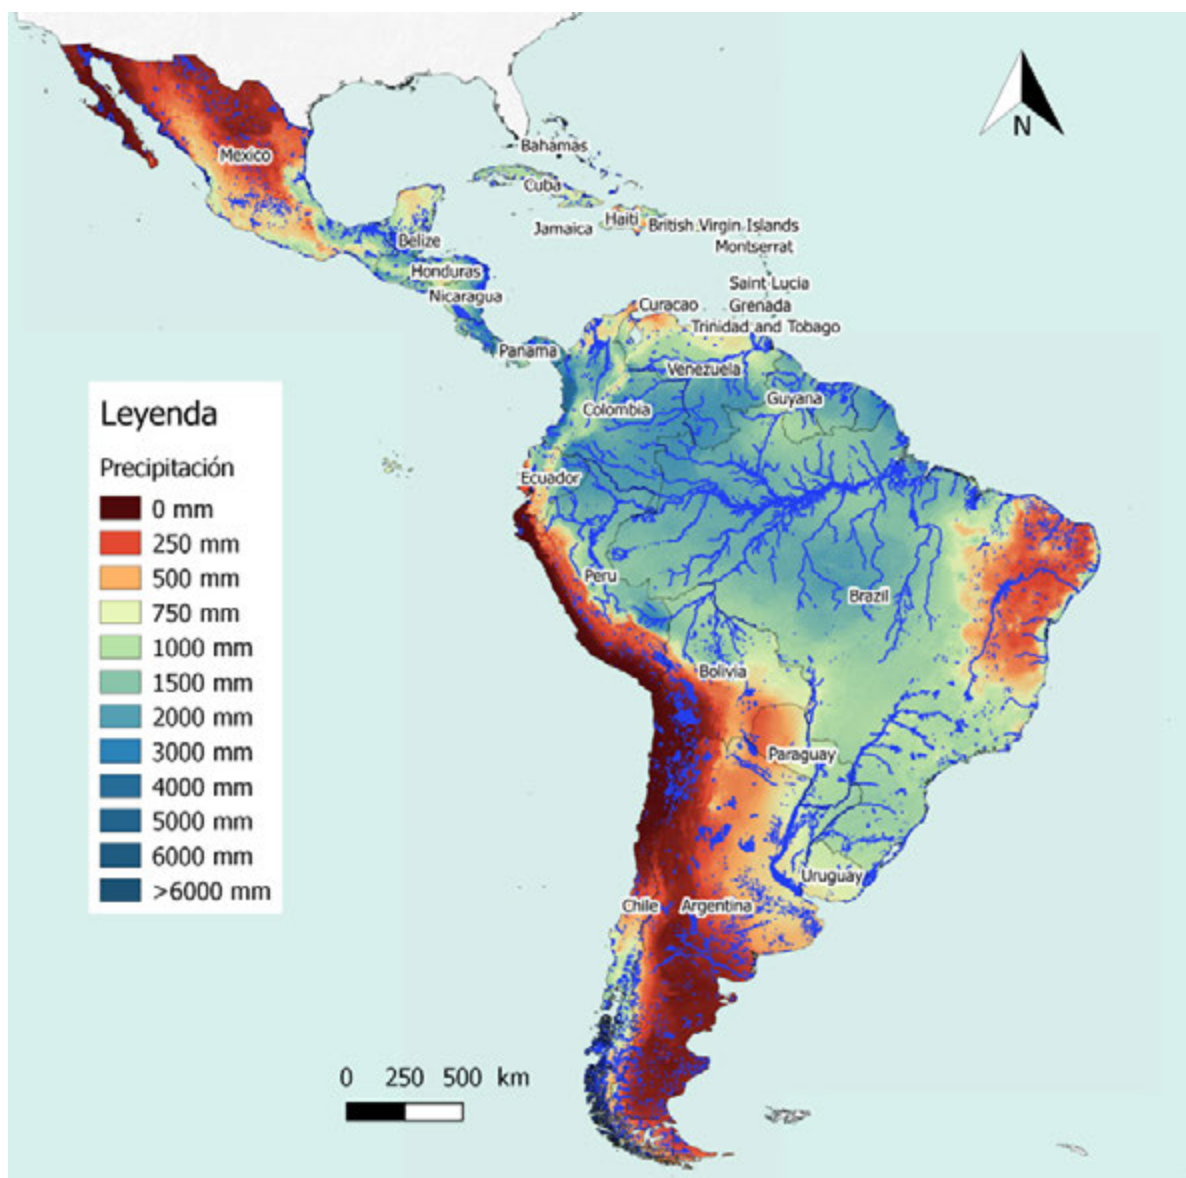 N
Bahamas
Mexico
Cuba
Haiti
British Virgin Islands
Jamaica
Belize
Montserrat
Honduras
Saint Lucia
Nicaragua
Curacao
Grenada
Trinidad and Tobago
Panama
Venezuela
Guyana
Colombia
Ecuador
Peru
Brazil
Bolivia
Paraguay
Uruguay
Chile
Argentina
Leyenda
Precipitación
0 mm
250 mm
500 mm
750 mm
1000 mm
1500 mm
2000 mm
3000 mm
4000 mm
5000 mm
6000 mm
>6000 mm
0 250 500 km